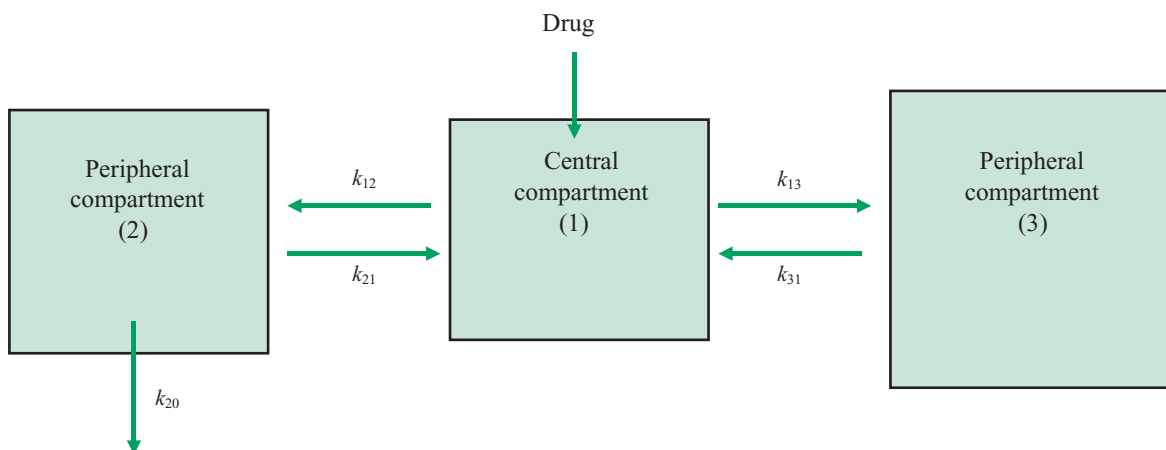 Drug
Peripheral
compartment
(2)
k12
k21
Central
compartment
(1)
k13
k31
Peripheral
compartment
(3)
k20